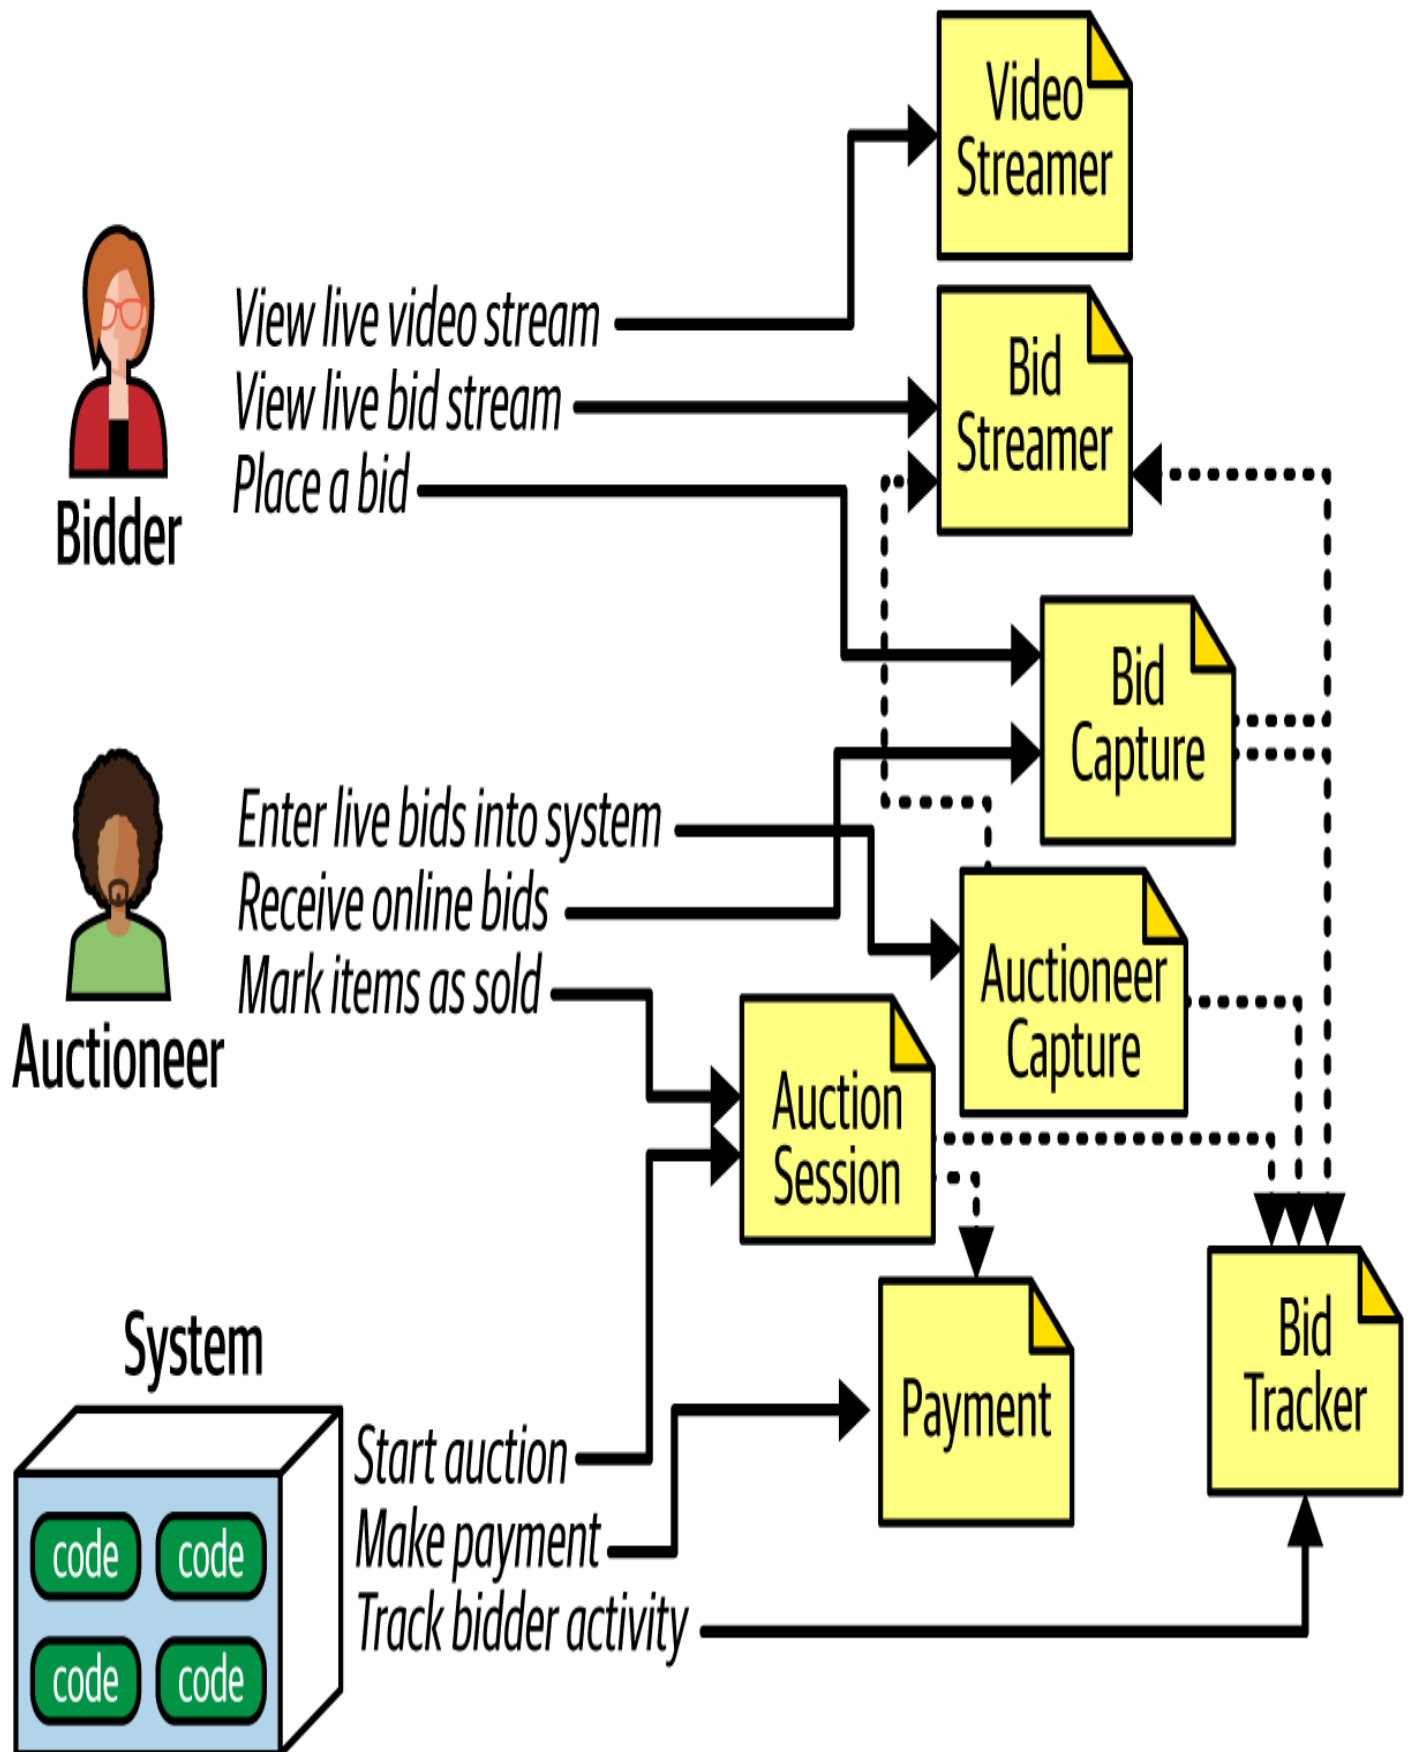 Video
Streamer
View live video stream
View live bid stream
Place a bid
Bidder
Bid
Streamer
Bid
Capture
Enter live bids into system
Receive online bids
Mark items as sold
Auctioneer
Auctioneer
Capture
Auction
Session
System
Start auction
Make payment
Track bidder activity
Payment
Bid
Tracker
code code
code code